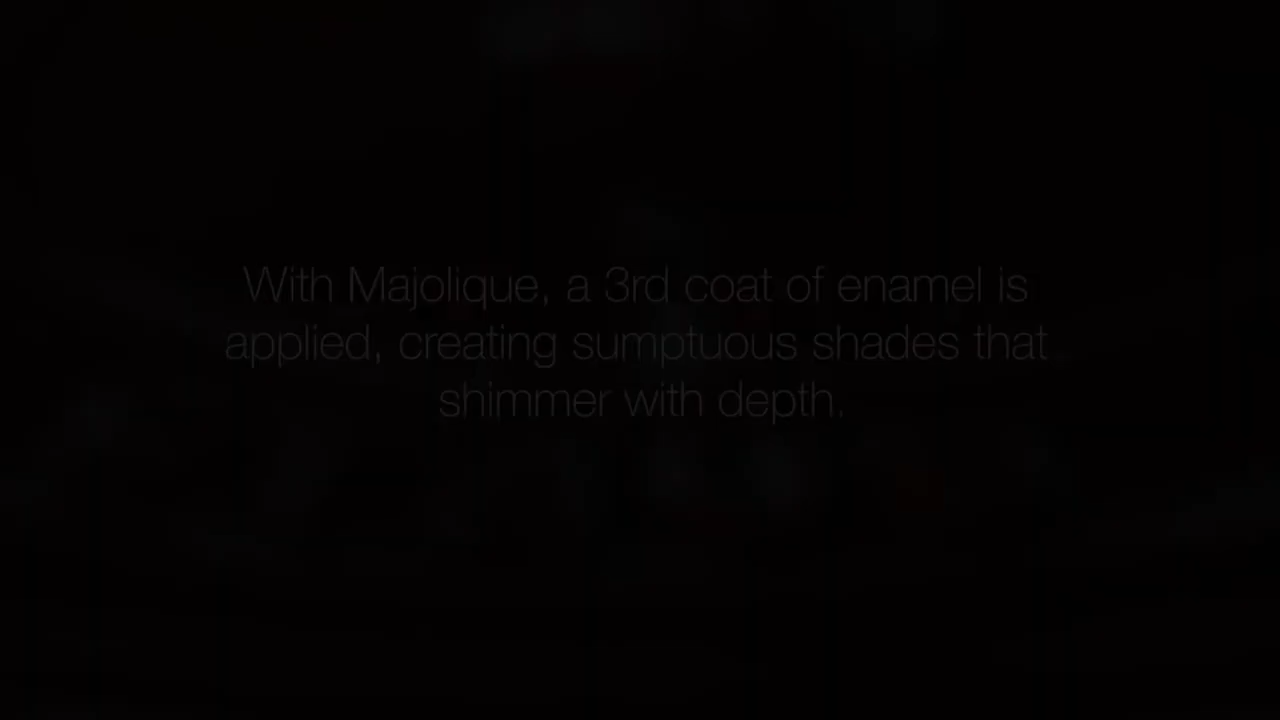 With Majolique, a 3rd coat of enamel is
applied, creating sumptuous shades that
shimmer with depth.